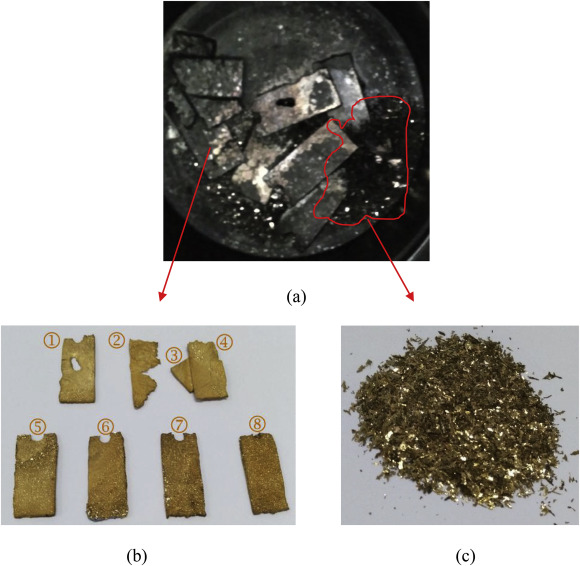 (a)
① ② ③ ④
⑤ ⑥ ⑦ ⑧
(b) (c)